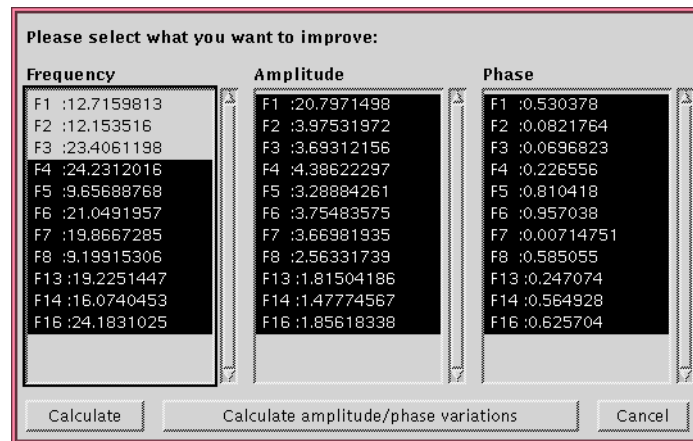 Please select what you want to improve:
Frequency
F1 :12.7159813
F2 :12.153516
F3 :23.4061198
F4 :24.2312016
F5 :9.65688768
F6 :21.0491957
F7 :19.8667285
F8 :9.19915306
F13 :19.2251447
F14 :16.0740453
F16 :24.1831025
Amplitude
F1 :20.7971498
F2 :3.97531972
F3 :3.69312156
F4 :4.38622297
F5 :3.28884261
F6 :3.75483575
F7 :3.66981935
F8 :2.56331739
F13 :1.81504186
F14 :1.47774567
F16 :1.85618338
Phase
F1 :0.530378
F2 :0.0821764
F3 :0.0696823
F4 :0.226556
F5 :0.810418
F6 :0.957038
F7 :0.00714751
F8 :0.585055
F13 :0.247074
F14 :0.564928
F16 :0.625704
Calculate
Calculate amplitude/phase variations
Cancel